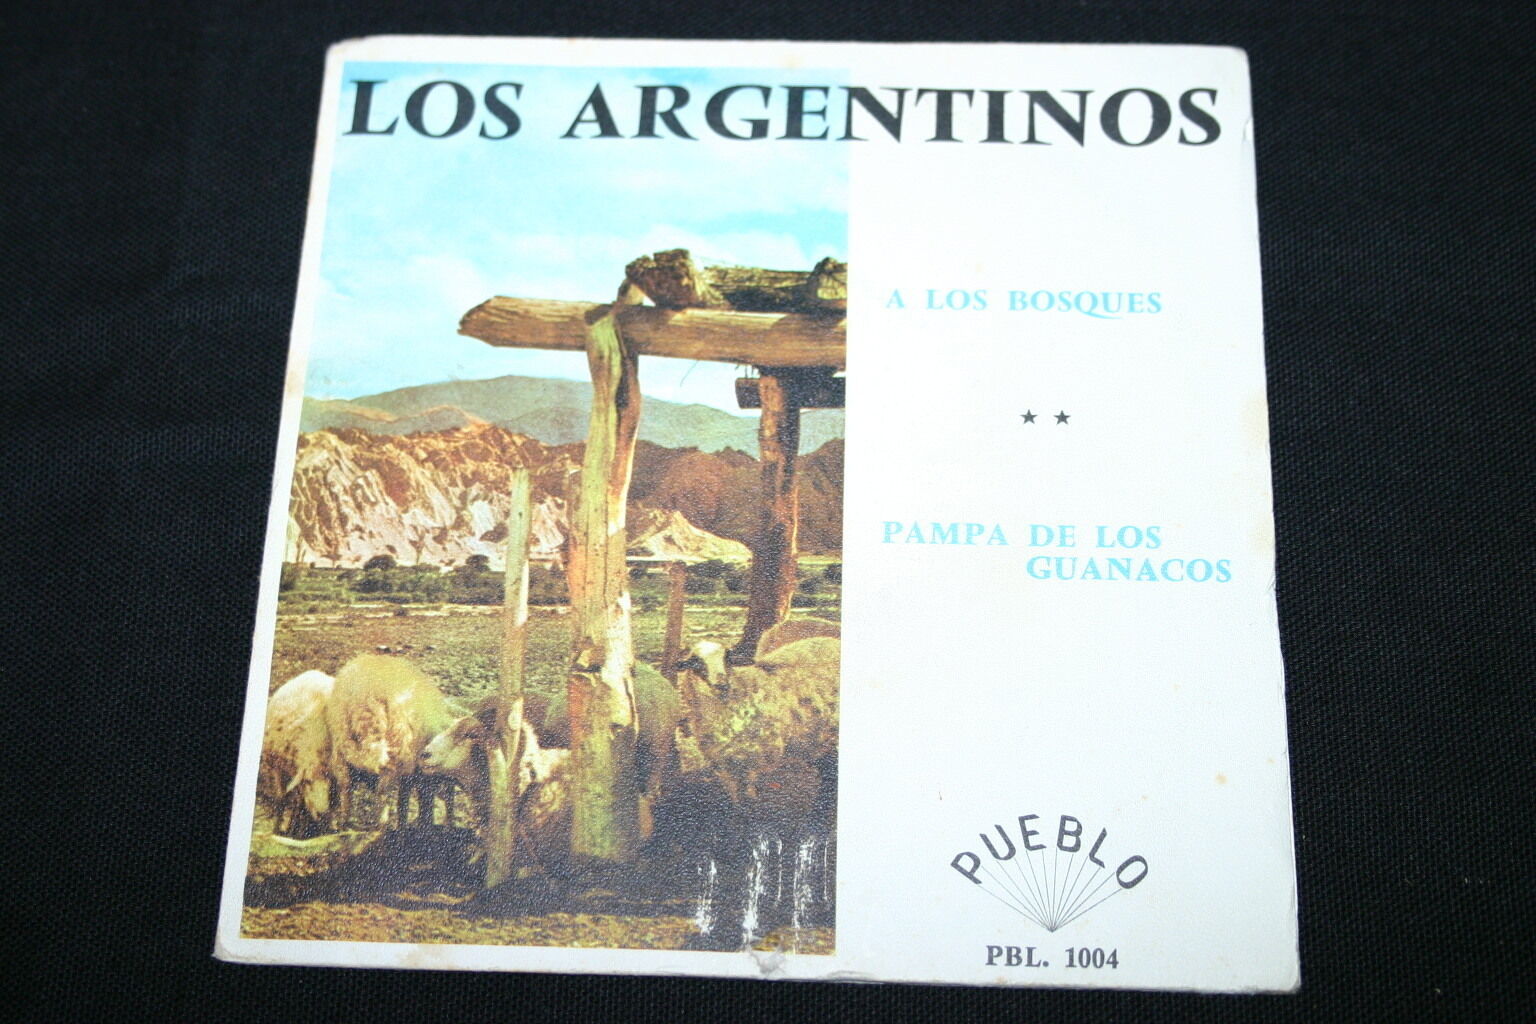 LOS ARGENTINOS
A LOS BOSQUES
★ ★
PAMPA DE LOS
GUANACOS
PUEBLO
PBL. 1004